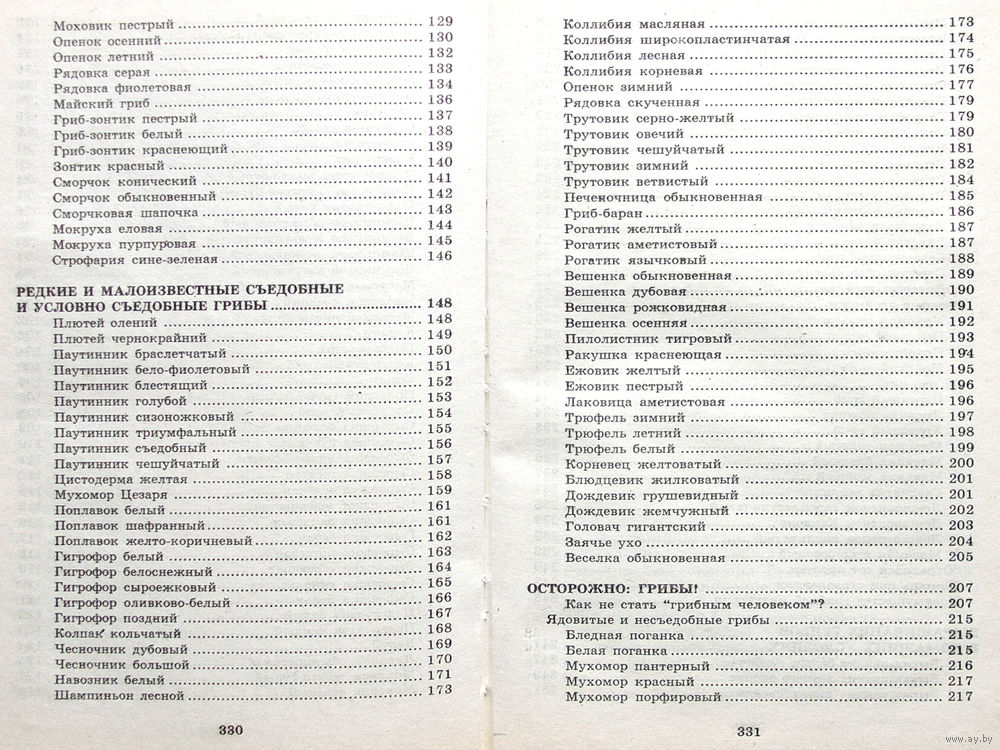 Моховик пестрый 129
Опенок осенний 130
Опенок летний 132
Рядовка серая 133
Рядовка фиолетовая 134
Майский гриб 136
Гриб-зонтик пестрый 137
Гриб-зонтик белый 138
Гриб-зонтик краснеющий 139
Зонтик красный 140
Сморчок конический 141
Сморчок обыкновенный 142
Сморчковая шапочка 143
Мокруха еловая 144
Мокруха пурпуровая 145
Строфария сине-зеленая 146
РЕДКИЕ И МАЛОИЗВЕСТНЫЕ СЪЕДОБНЫЕ
И УСЛОВНО СЪЕДОБНЫЕ ГРИБЫ 148
Плютей олений 148
Плютей чернокрайний 149
Паутинник браслетчатый 150
Паутинник бело-фиолетовый 151
Паутинник блестящий 152
Паутинник голубой 153
Паутинник сизоножковый 154
Паутинник триумфальный 155
Паутинник съедобный 156
Паутинник чешуйчатый 157
Цистодерма желтая 158
Мухомор Цезаря 159
Поплавок белый 161
Поплавок шафранный 161
Поплавок желто-коричневый 162
Гигрофор белый 163
Гигрофор белоснежный 164
Гигрофор сыроежковый 165
Гигрофор оливково-белый 166
Гигрофор поздний 167
Колпак кольчатый 168
Чесночник дубовый 169
Чесночник большой 170
Навозник белый 171
Шампиньон лесной 173
330
Коллибия масляная 173
Коллибия широкопластинчатая 174
Коллибия лесная 175
Коллибия корневая 176
Опенок зимний 177
Рядовка скученная 179
Трутовик серно-желтый 179
Трутовик овечий 180
Трутовик чешуйчатый 181
Трутовик зимний 182
Трутовик ветвистый 184
Печеночница обыкновенная 185
Гриб-баран 186
Рогатик желтый 187
Рогатик аметистовый 187
Рогатик язычковый 188
Вешенка обыкновенная 189
Вешенка дубовая 190
Вешенка рожковидная 191
Вешенка осенняя 192
Пилолистник тигровый 193
Ракушка краснеющая 194
Ежовик желтый 195
Ежовик пестрый 196
Лаковица аметистовая 196
Трюфель зимний 197
Трюфель летний 198
Трюфель белый 199
Корневец желтоватый 200
Блюдцевик жилковатый 201
Дождевик грушевидный 201
Дождевик жемчужный 202
Головач гигантский 203
Заячье ухо 204
Веселка обыкновенная 205
ОСТОРОЖНО: ГРИБЫ! 207
Как не стать "грибным человеком"? 207
Ядовитые и несъедобные грибы 215
Бледная поганка 215
Белая поганка 215
Мухомор пантерный 216
Мухомор красный 217
Мухомор порфировый 217
331
www.ay.by